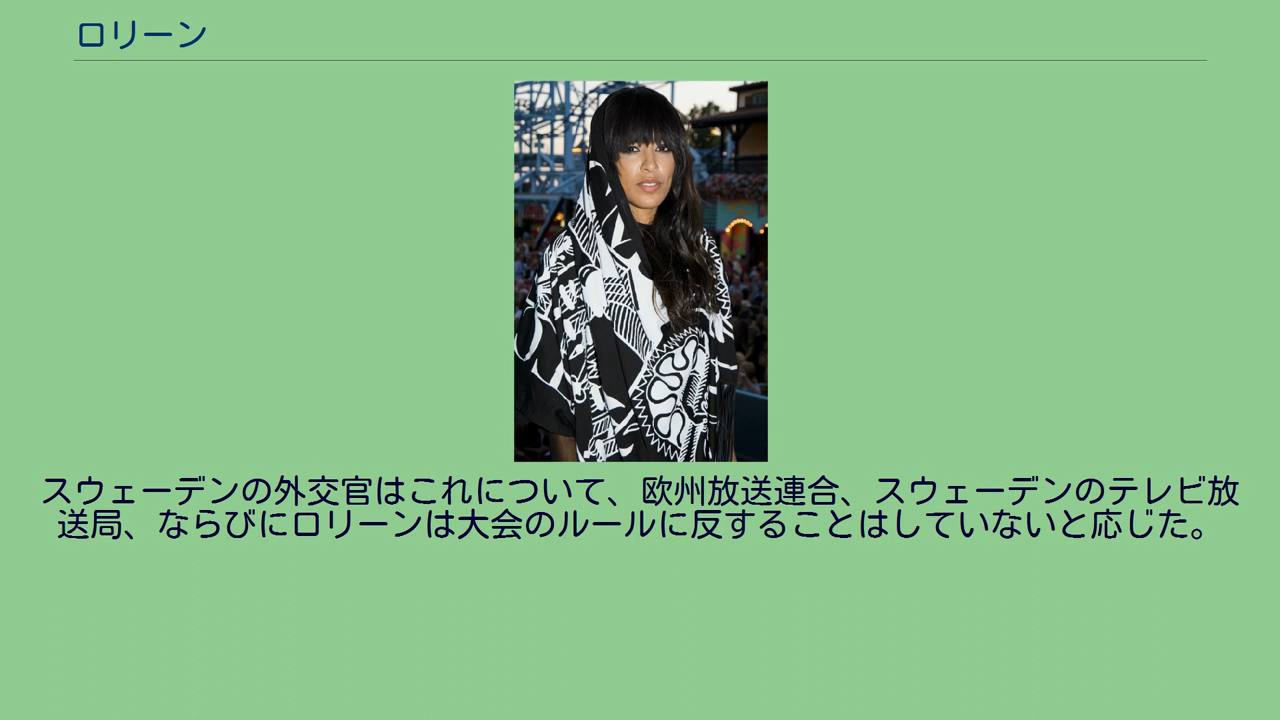 ロリーン
スウェーデンの外交官はこれについて、欧州放送連合、スウェーデンのテレビ放
送局、ならびにロリーンは大会のルールに反することはしていないと応じた。